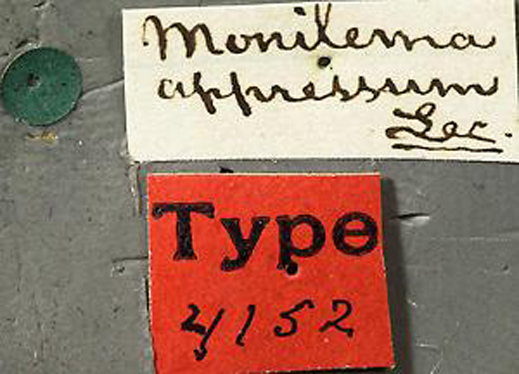 Monilema
appressum
Lec.
Type
4152